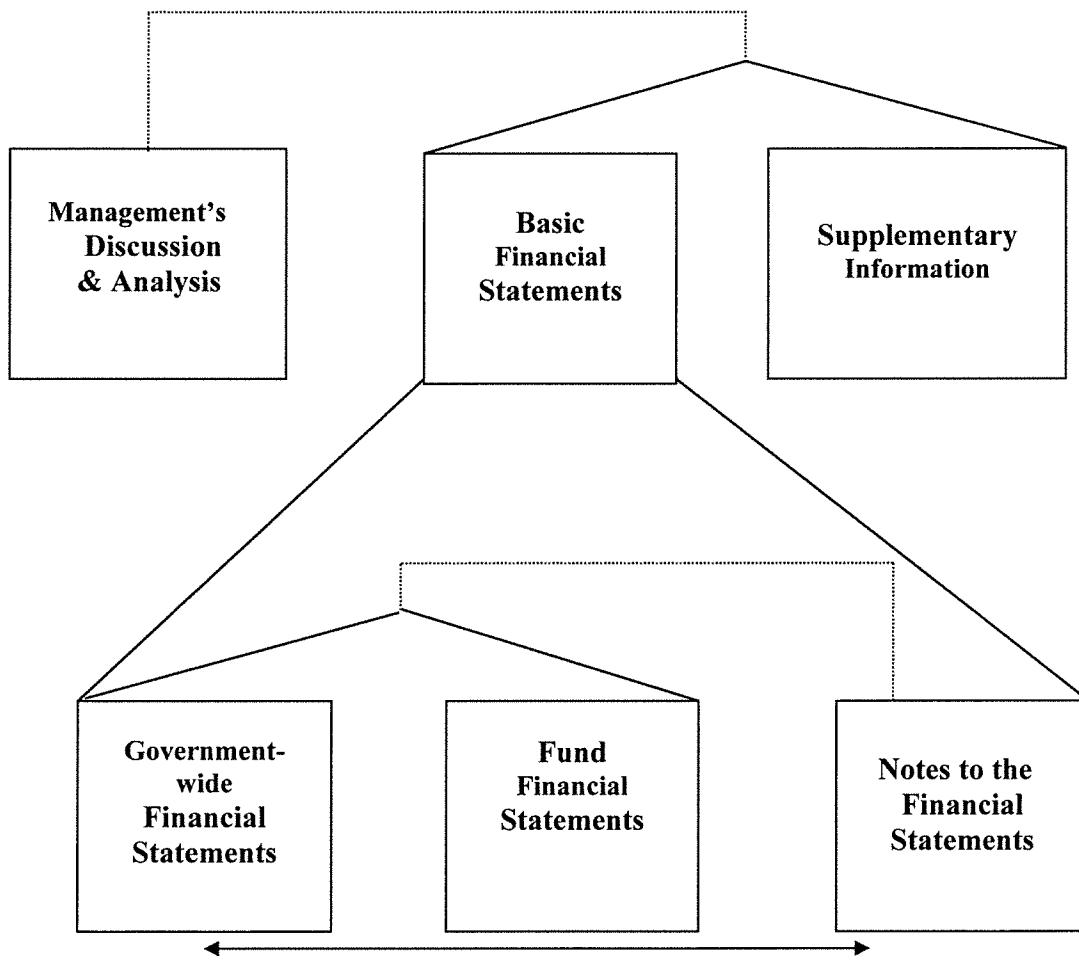 Management’s
Discussion
& Analysis
Basic
Financial
Statements
Supplementary
Information
Government-
wide
Financial
Statements
Fund
Financial
Statements
Notes to the
Financial
Statements